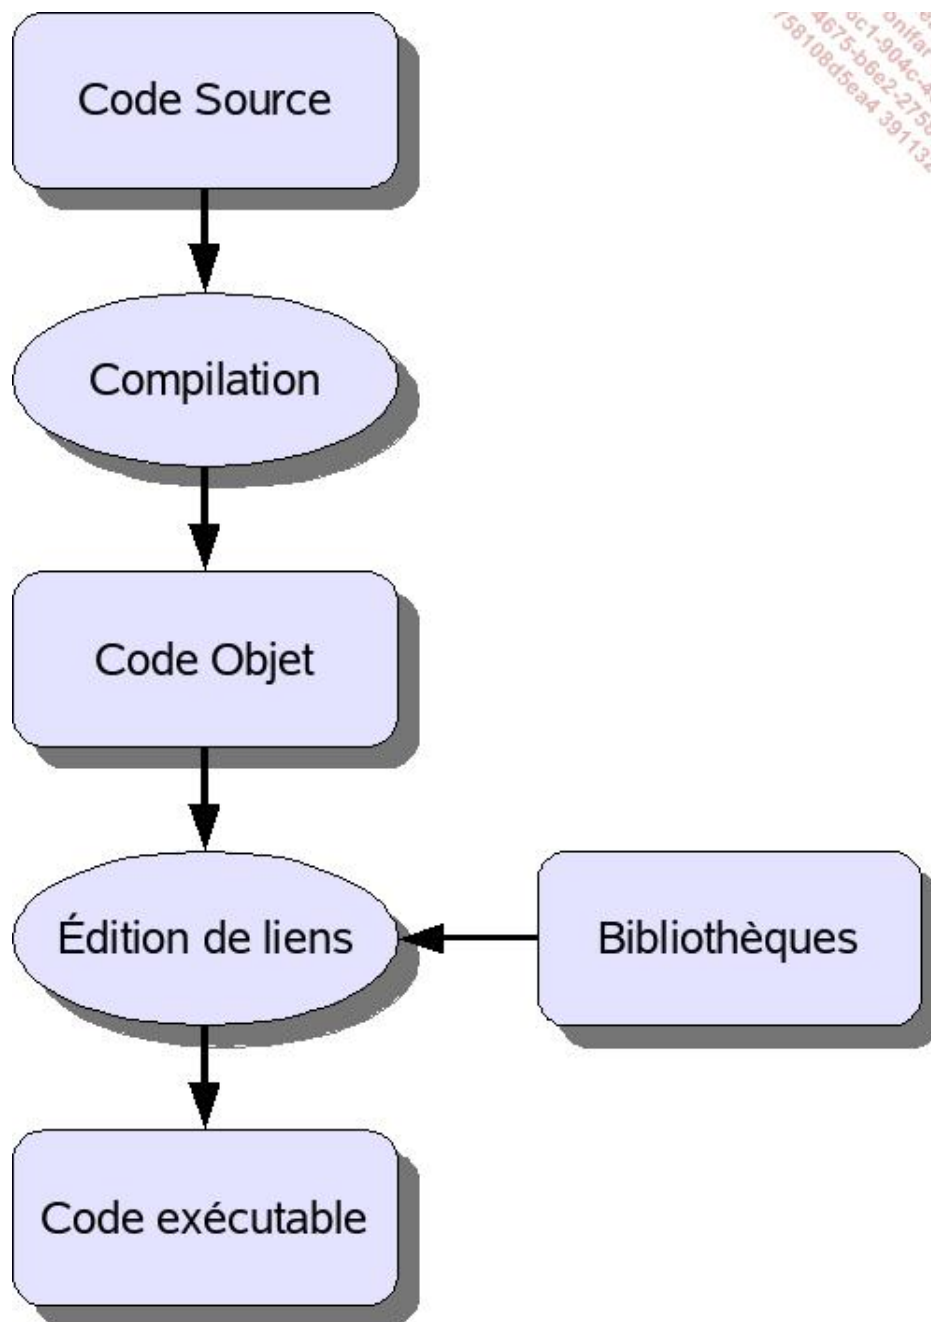 Code Source
Compilation
Code Objet
Édition de liens
Bibliothèques
Code exécutable